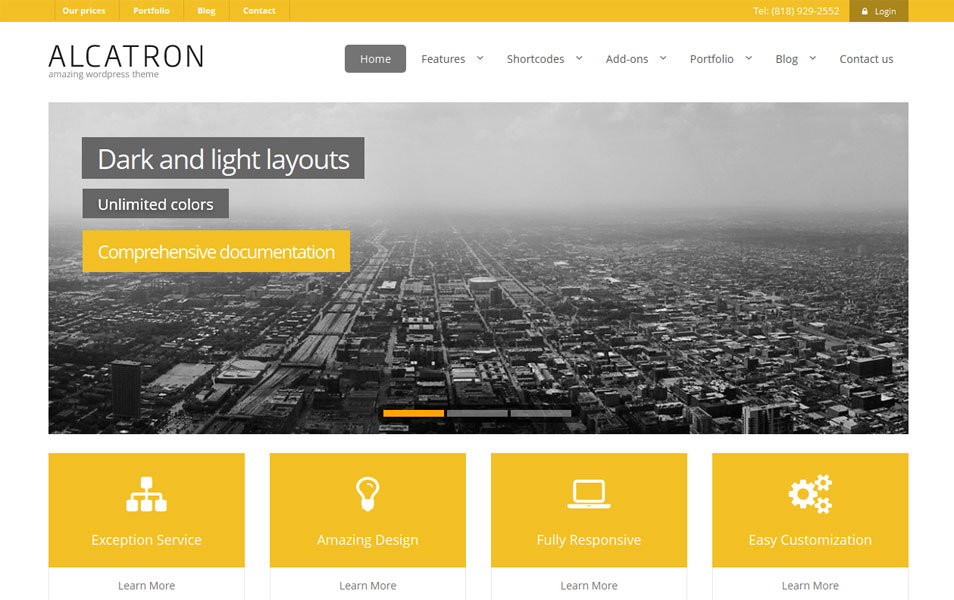 Our prices Portfolio Blog Contact Tel: (818) 929-2552 Login
ALCATRON
amazing wordpress theme
Home Features Shortcodes Add-ons Portfolio Blog Contact us
Dark and light layouts
Unlimited colors
Comprehensive documentation
Exception Service Amazing Design Fully Responsive Easy Customization
Learn More Learn More Learn More Learn More